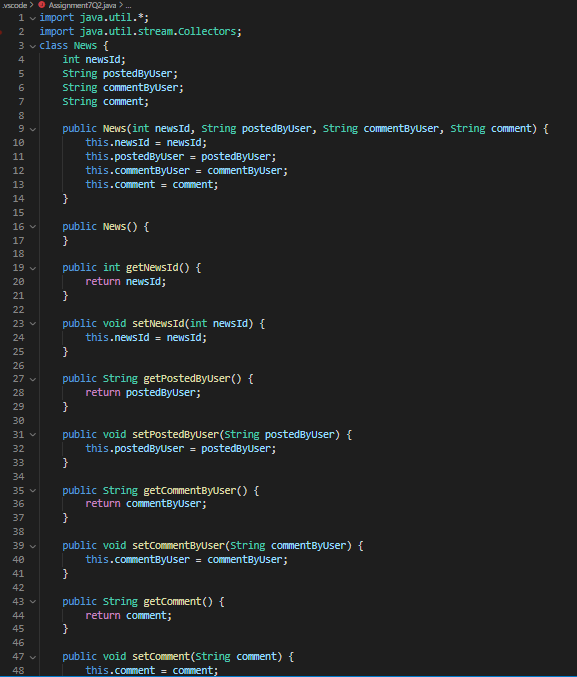 .vscode > Assignment7Q2.java > ...
1 import java.util.*;
2 import java.util.stream.Collectors;
3 class News {
4     int newsId;
5     String postedByUser;
6     String commentByUser;
7     String comment;
8
9     public News(int newsId, String postedByUser, String commentByUser, String comment) {
10         this.newsId = newsId;
11         this.postedByUser = postedByUser;
12         this.commentByUser = commentByUser;
13         this.comment = comment;
14     }
15
16     public News() {
17     }
18
19     public int getNewsId() {
20         return newsId;
21     }
22
23     public void setNewsId(int newsId) {
24         this.newsId = newsId;
25     }
26
27     public String getPostedByUser() {
28         return postedByUser;
29     }
30
31     public void setPostedByUser(String postedByUser) {
32         this.postedByUser = postedByUser;
33     }
34
35     public String getCommentByUser() {
36         return commentByUser;
37     }
38
39     public void setCommentByUser(String commentByUser) {
40         this.commentByUser = commentByUser;
41     }
42
43     public String getComment() {
44         return comment;
45     }
46
47     public void setComment(String comment) {
48         this.comment = comment;